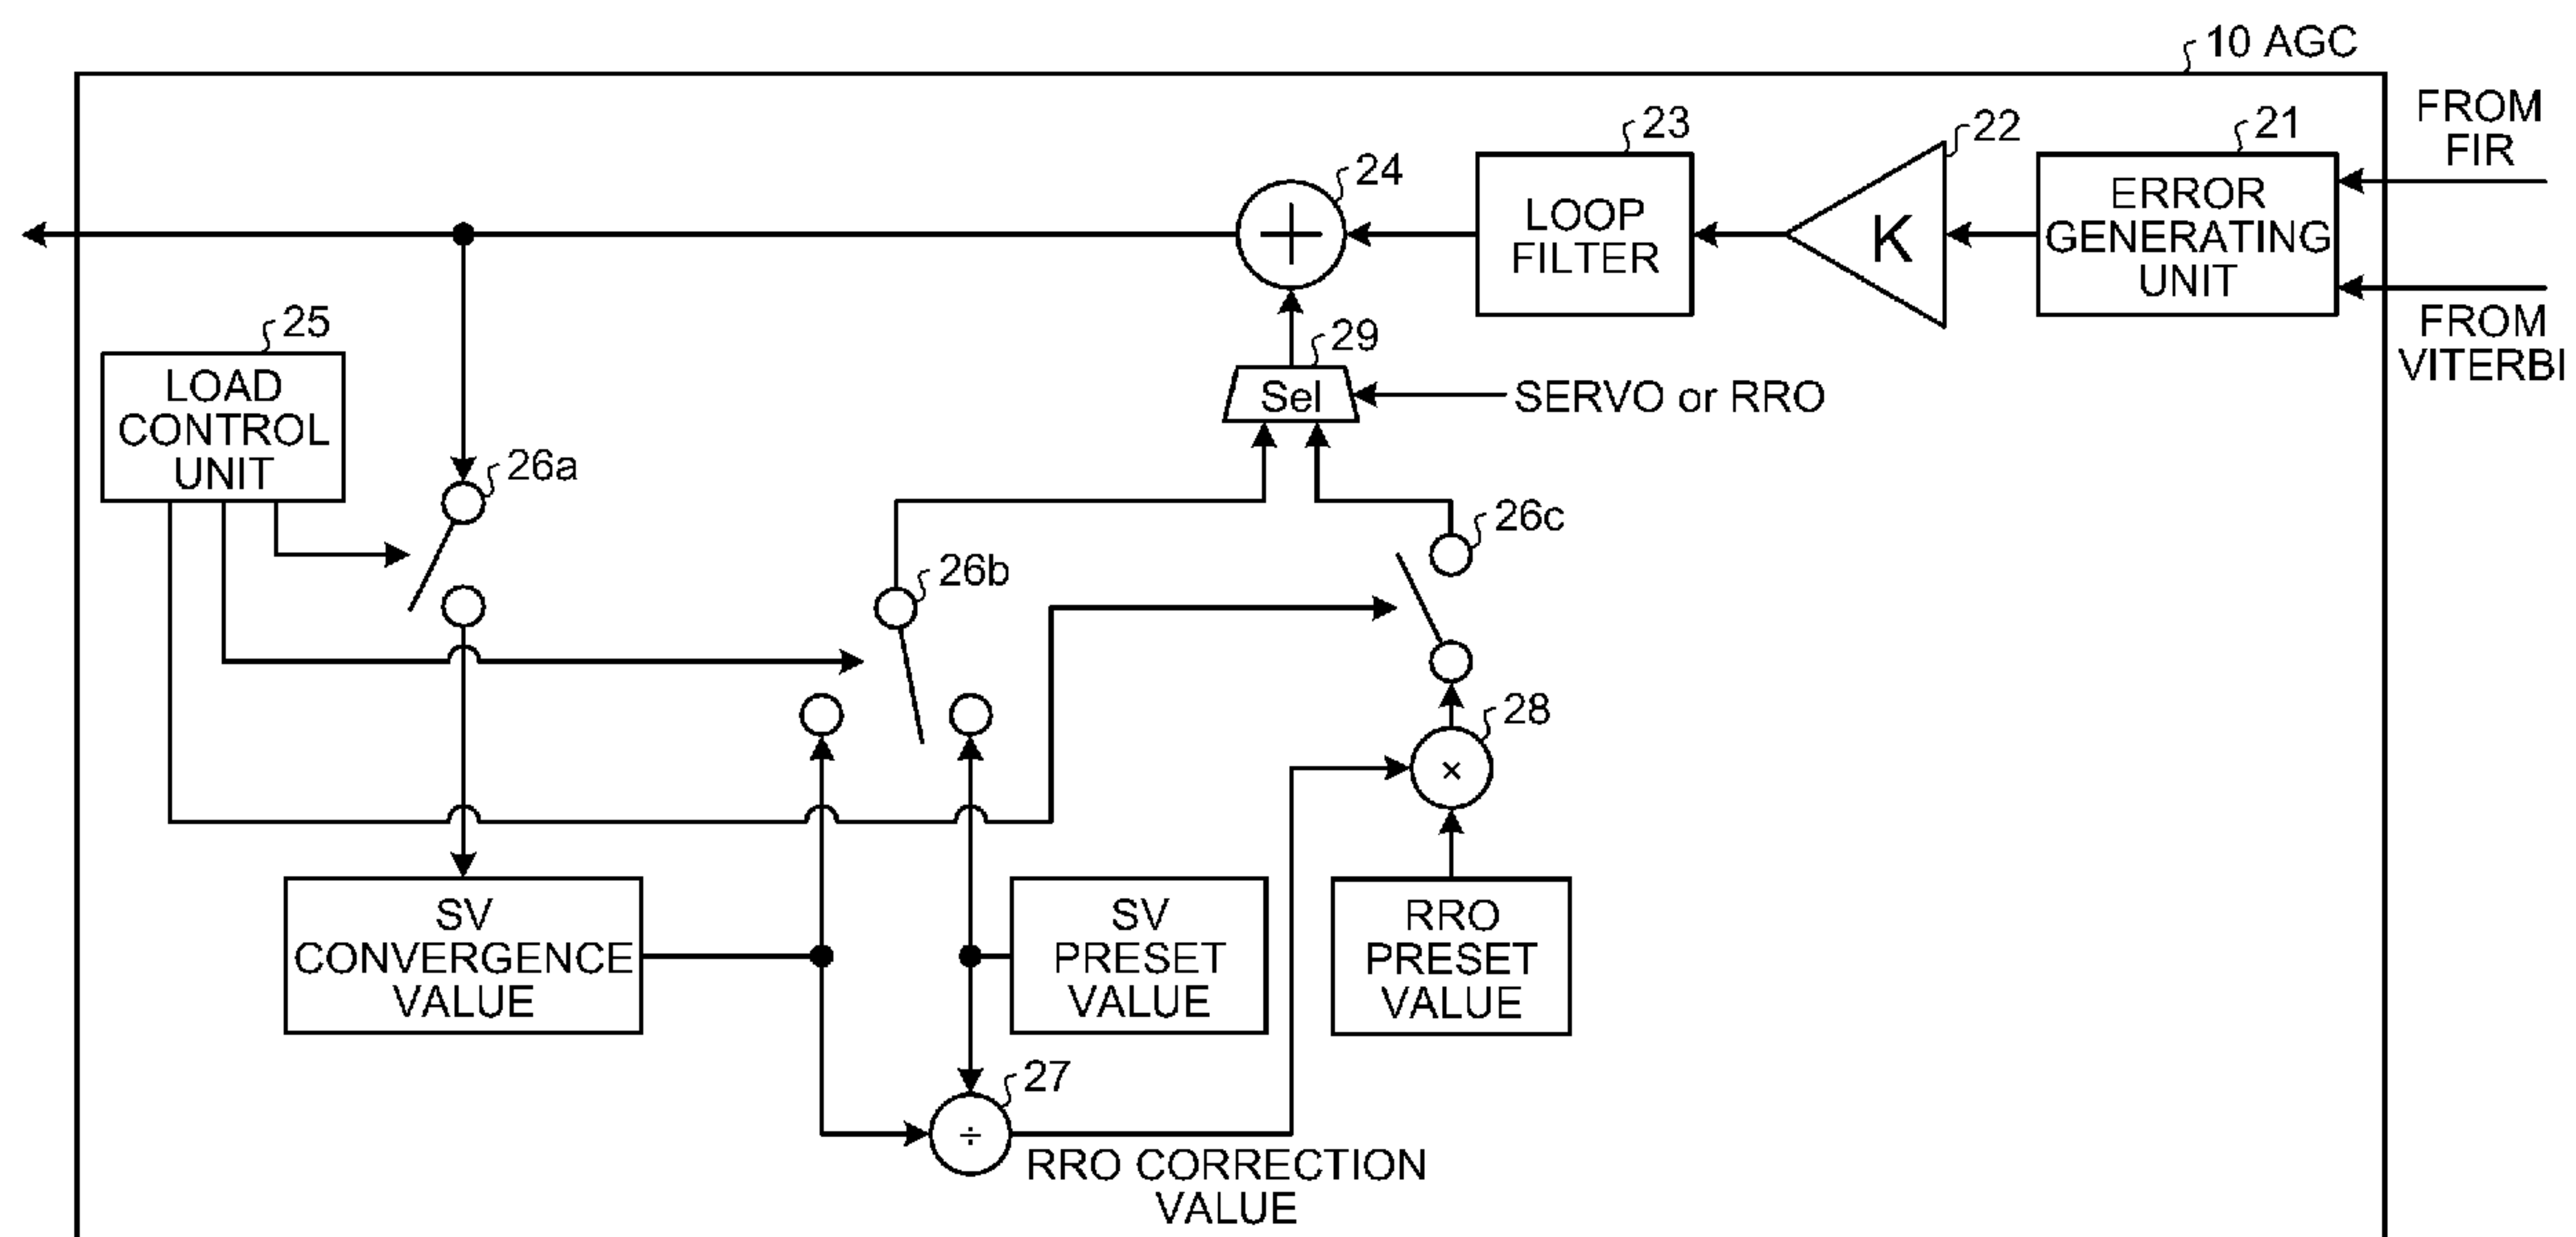 10 AGC
FROM
FIR
21
22
23
24
ERROR
GENERATING
UNIT
K
LOOP
FILTER
+
FROM
VITERBI
25
LOAD
CONTROL
UNIT
29
Sel
SERVO or RRO
26a
26b
26c
28
×
SV
CONVERGENCE
VALUE
SV
PRESET
VALUE
RRO
PRESET
VALUE
27
÷
RRO CORRECTION
VALUE